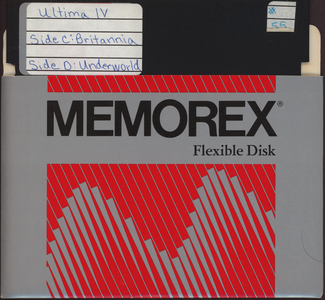 Ultima IV
Side C: Britannia
Side D: Underworld
MEMOREX®
Flexible Disk